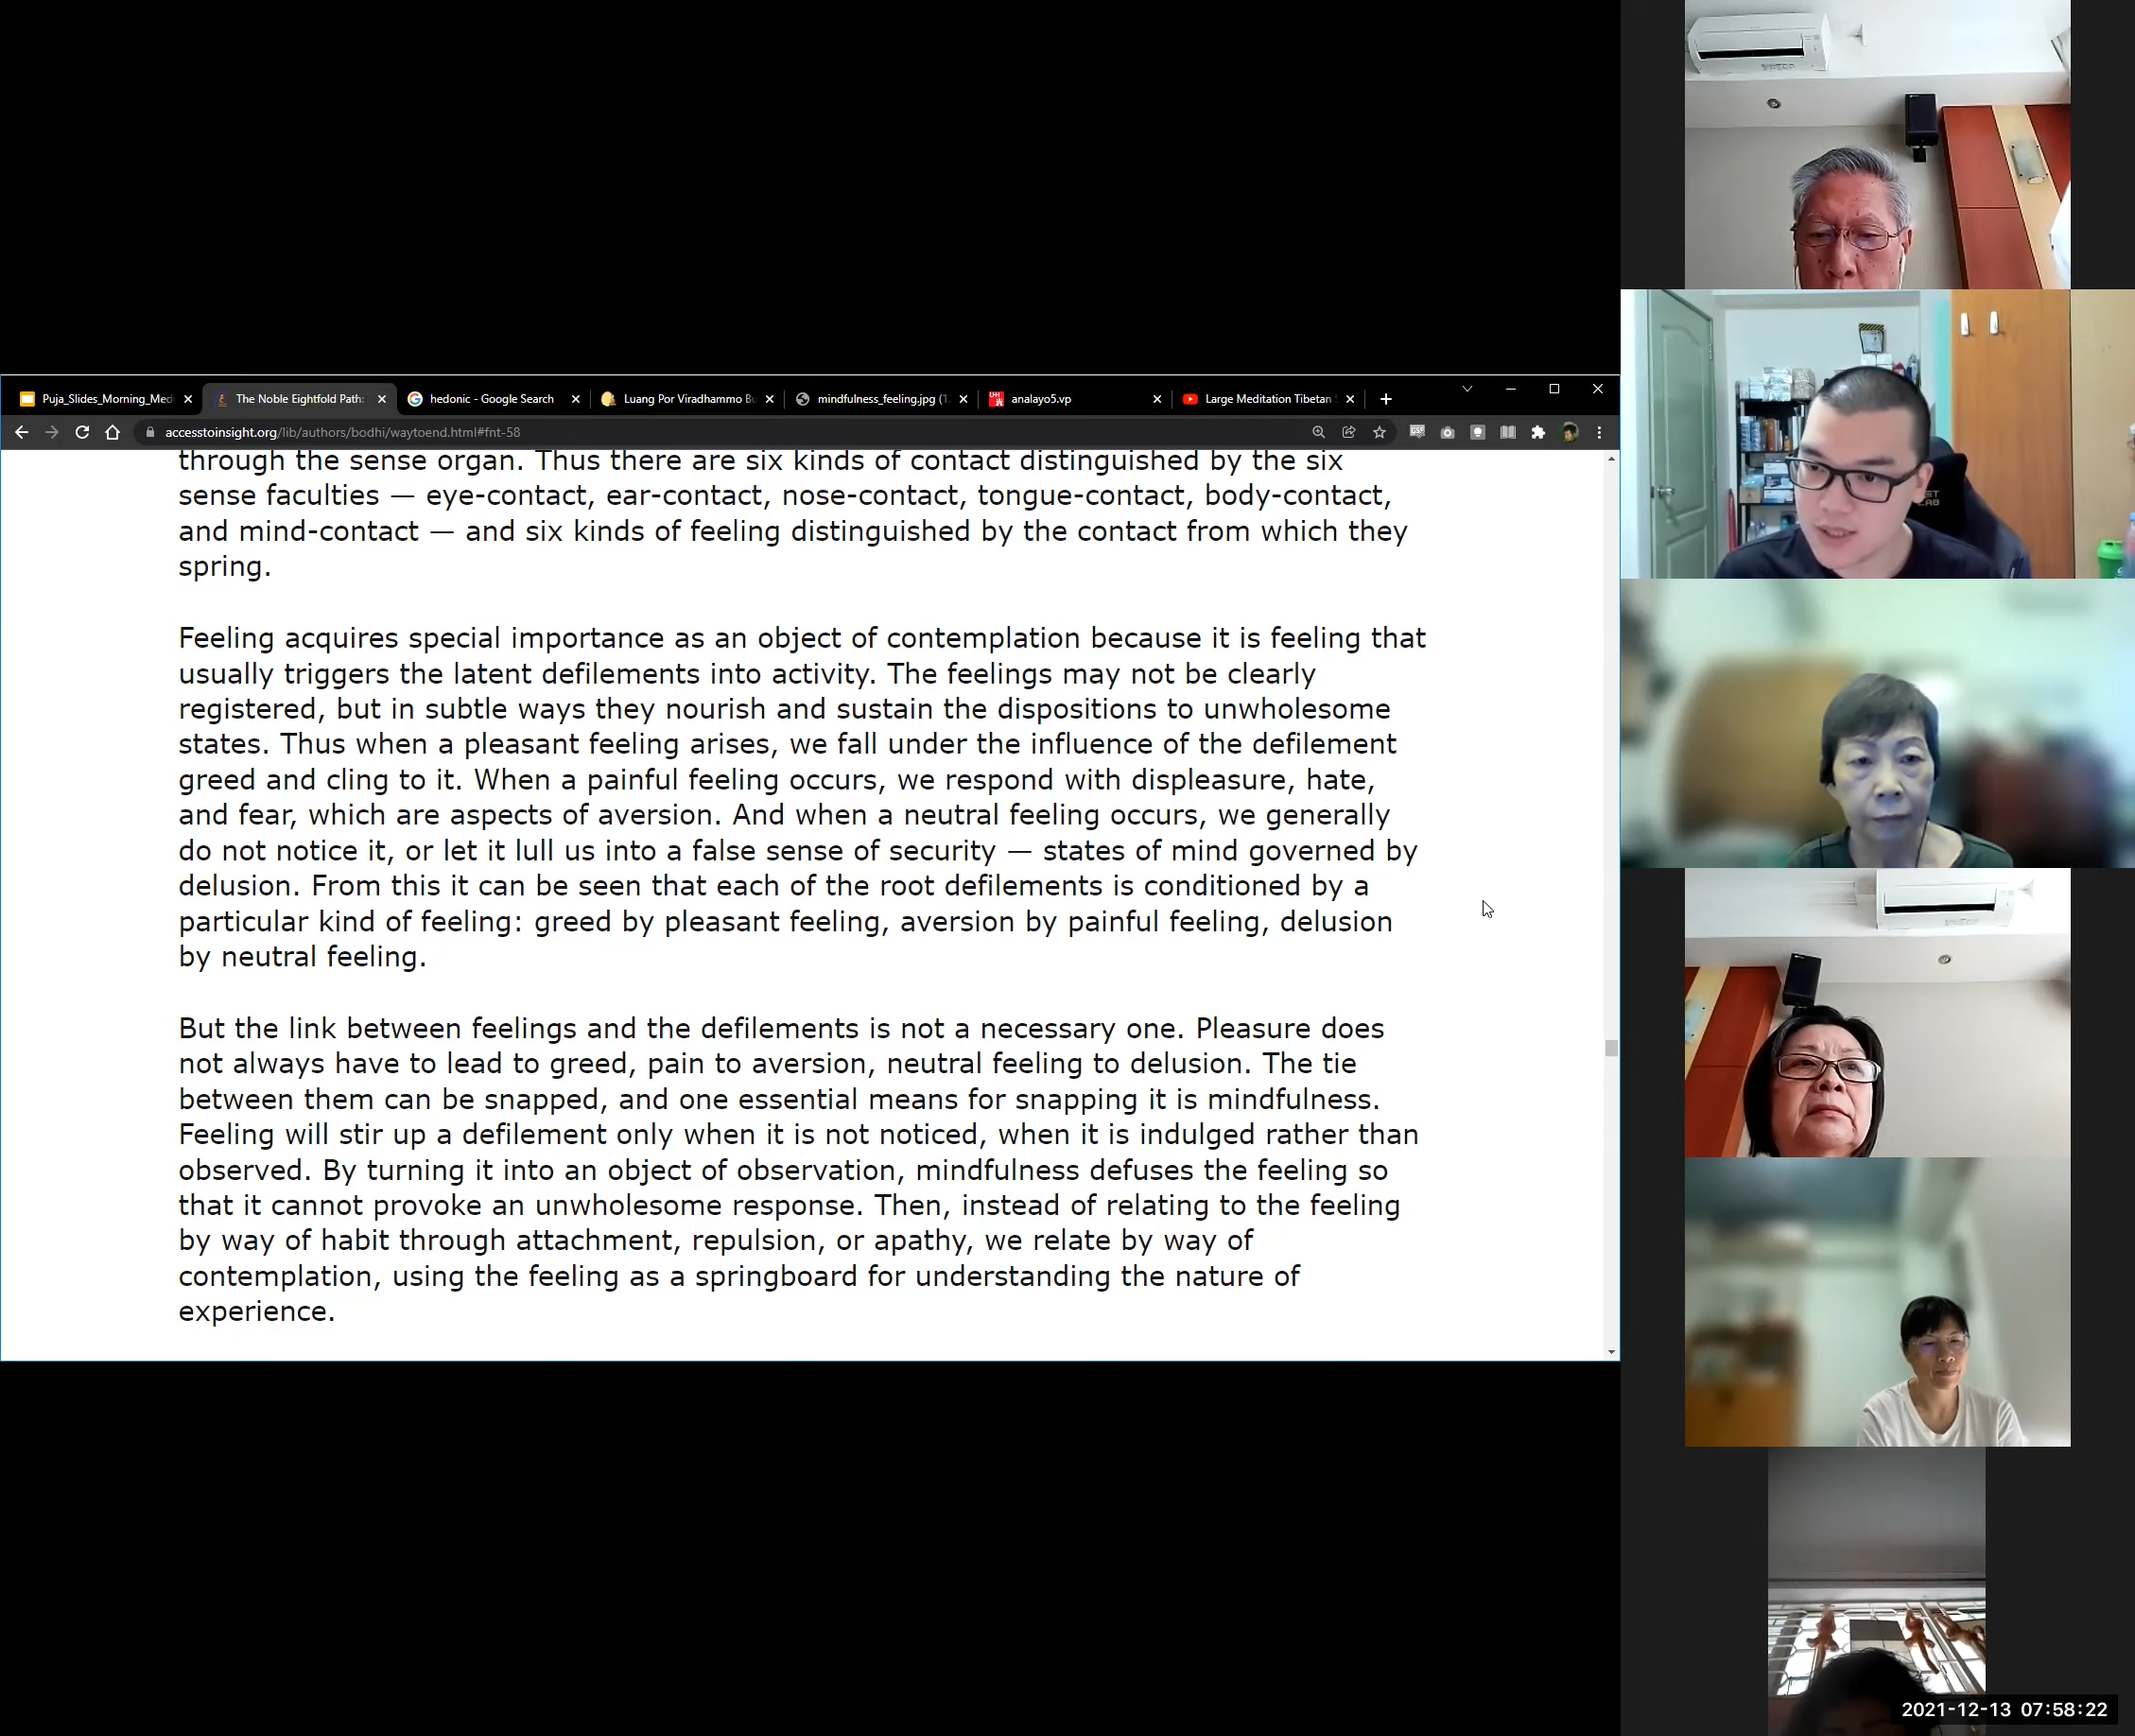 Puja_Slides_Morning_Med
The Noble Eightfold Path:
hedonic - Google Search
Luang Por Viradhammo Bu
mindfulness_feeling.jpg (1
analayo5.vp
Large Meditation Tibetan
accesstoinsight.org/lib/authors/bodhi/waytoend.html#fnt-58
through the sense organ. Thus there are six kinds of contact distinguished by the six
sense faculties — eye-contact, ear-contact, nose-contact, tongue-contact, body-contact,
and mind-contact — and six kinds of feeling distinguished by the contact from which they
spring.
Feeling acquires special importance as an object of contemplation because it is feeling that
usually triggers the latent defilements into activity. The feelings may not be clearly
registered, but in subtle ways they nourish and sustain the dispositions to unwholesome
states. Thus when a pleasant feeling arises, we fall under the influence of the defilement
greed and cling to it. When a painful feeling occurs, we respond with displeasure, hate,
and fear, which are aspects of aversion. And when a neutral feeling occurs, we generally
do not notice it, or let it lull us into a false sense of security — states of mind governed by
delusion. From this it can be seen that each of the root defilements is conditioned by a
particular kind of feeling: greed by pleasant feeling, aversion by painful feeling, delusion
by neutral feeling.
But the link between feelings and the defilements is not a necessary one. Pleasure does
not always have to lead to greed, pain to aversion, neutral feeling to delusion. The tie
between them can be snapped, and one essential means for snapping it is mindfulness.
Feeling will stir up a defilement only when it is not noticed, when it is indulged rather than
observed. By turning it into an object of observation, mindfulness defuses the feeling so
that it cannot provoke an unwholesome response. Then, instead of relating to the feeling
by way of habit through attachment, repulsion, or apathy, we relate by way of
contemplation, using the feeling as a springboard for understanding the nature of
experience.
2021-12-13 07:58:22